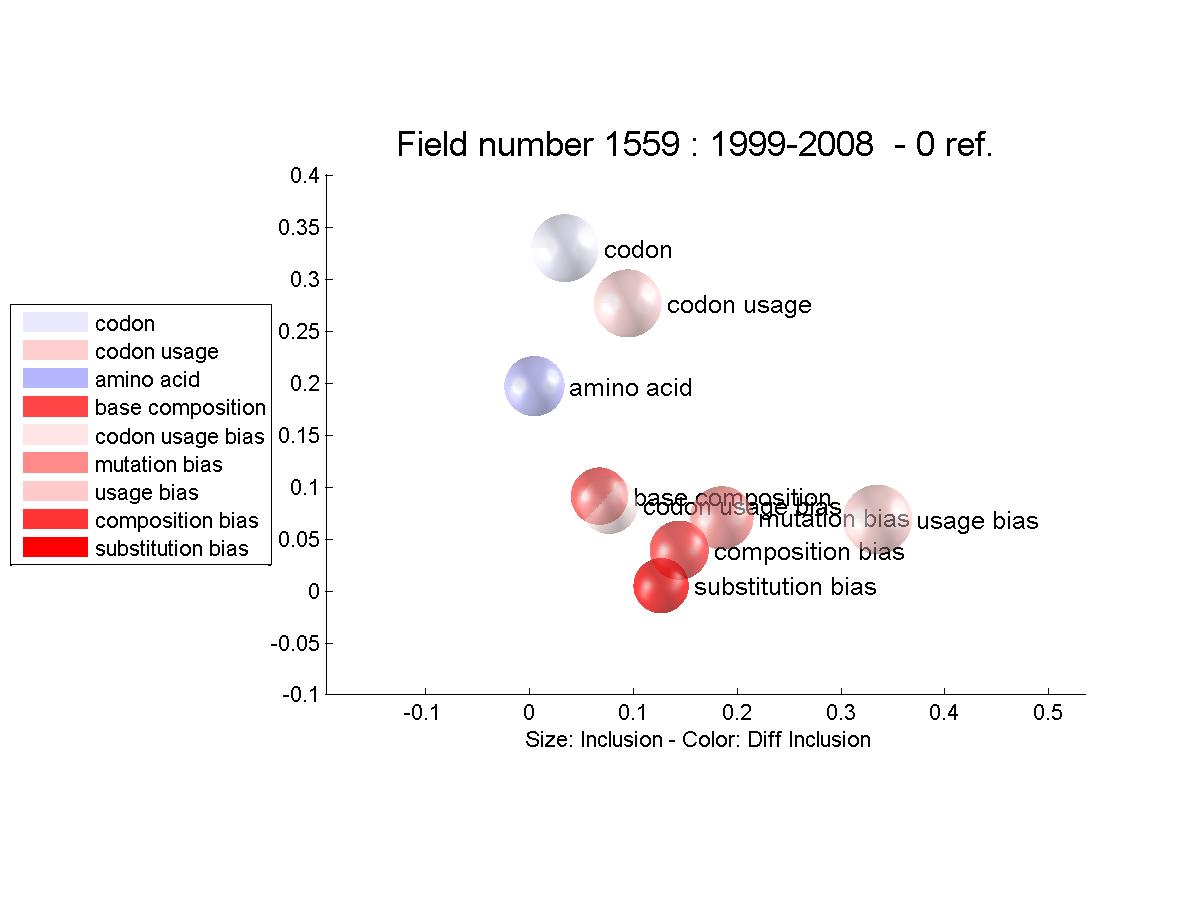 Field number 1559 : 1999-2008 - 0 ref.
0.4
0.35
0.3
0.25
0.2
0.15
0.1
0.05
0
-0.05
-0.1
codon
codon usage
amino acid
base composition
codon usage bias
mutation bias
usage bias
composition bias
substitution bias
codon
codon usage
amino acid
base composition
codon usage bias
mutation bias
usage bias
composition bias
substitution bias
-0.1 0 0.1 0.2 0.3 0.4 0.5
Size: Inclusion - Color: Diff Inclusion